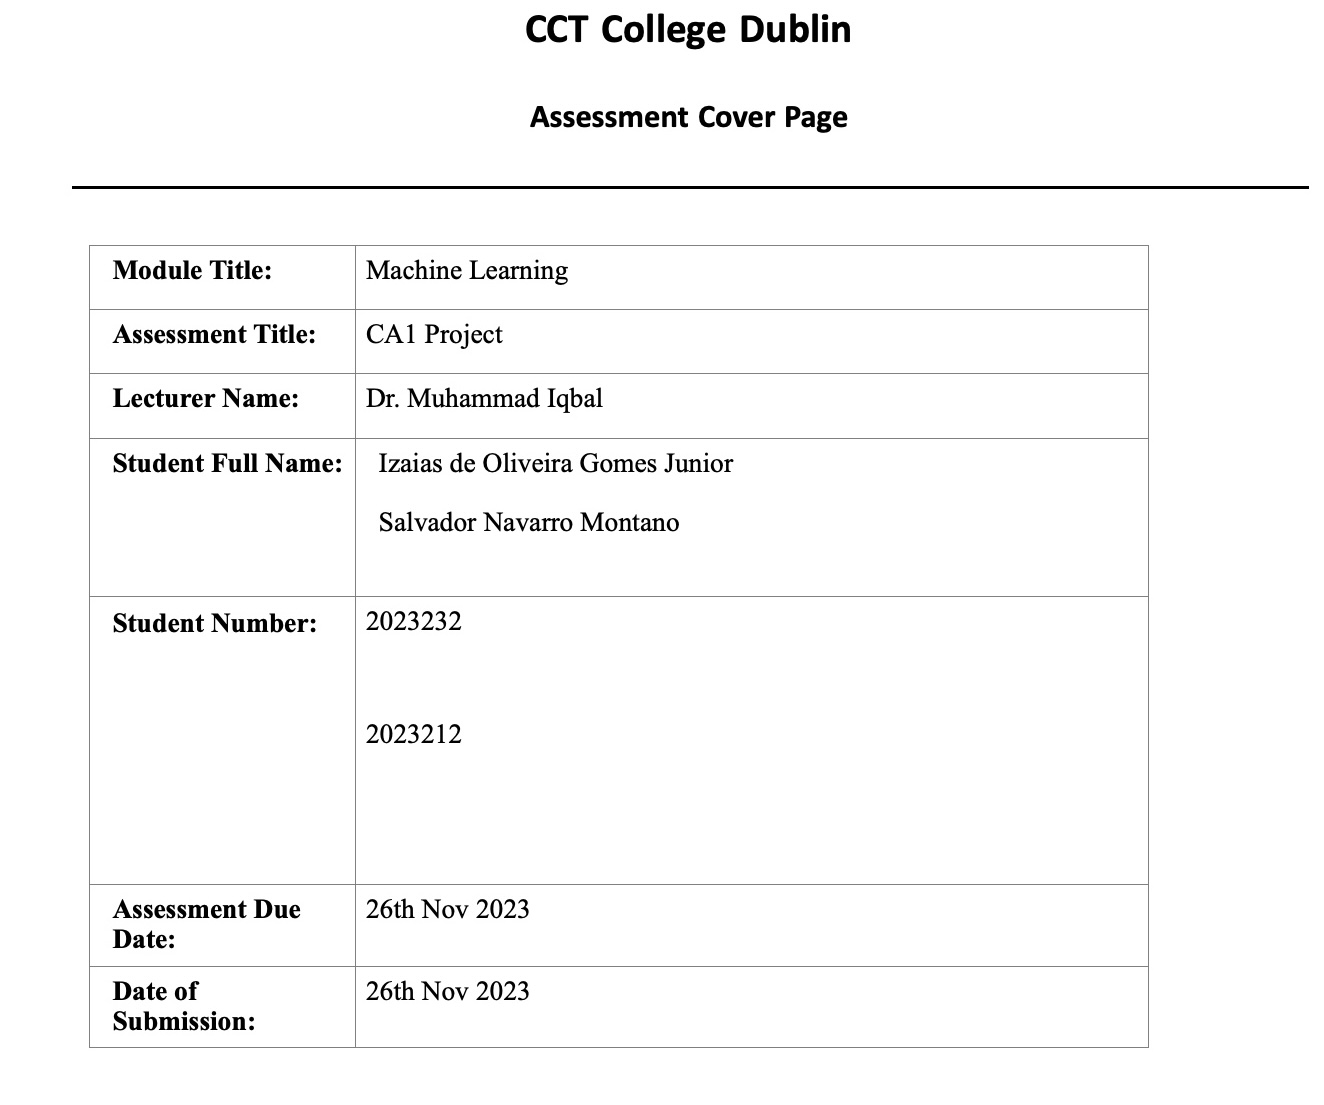 CCT College Dublin
Assessment Cover Page
Module Title: Machine Learning
Assessment Title: CA1 Project
Lecturer Name: Dr. Muhammad Iqbal
Student Full Name: Izaias de Oliveira Gomes Junior
Salvador Navarro Montano
Student Number: 2023232
2023212
Assessment Due 26th Nov 2023
Date:
Date of 26th Nov 2023
Submission: